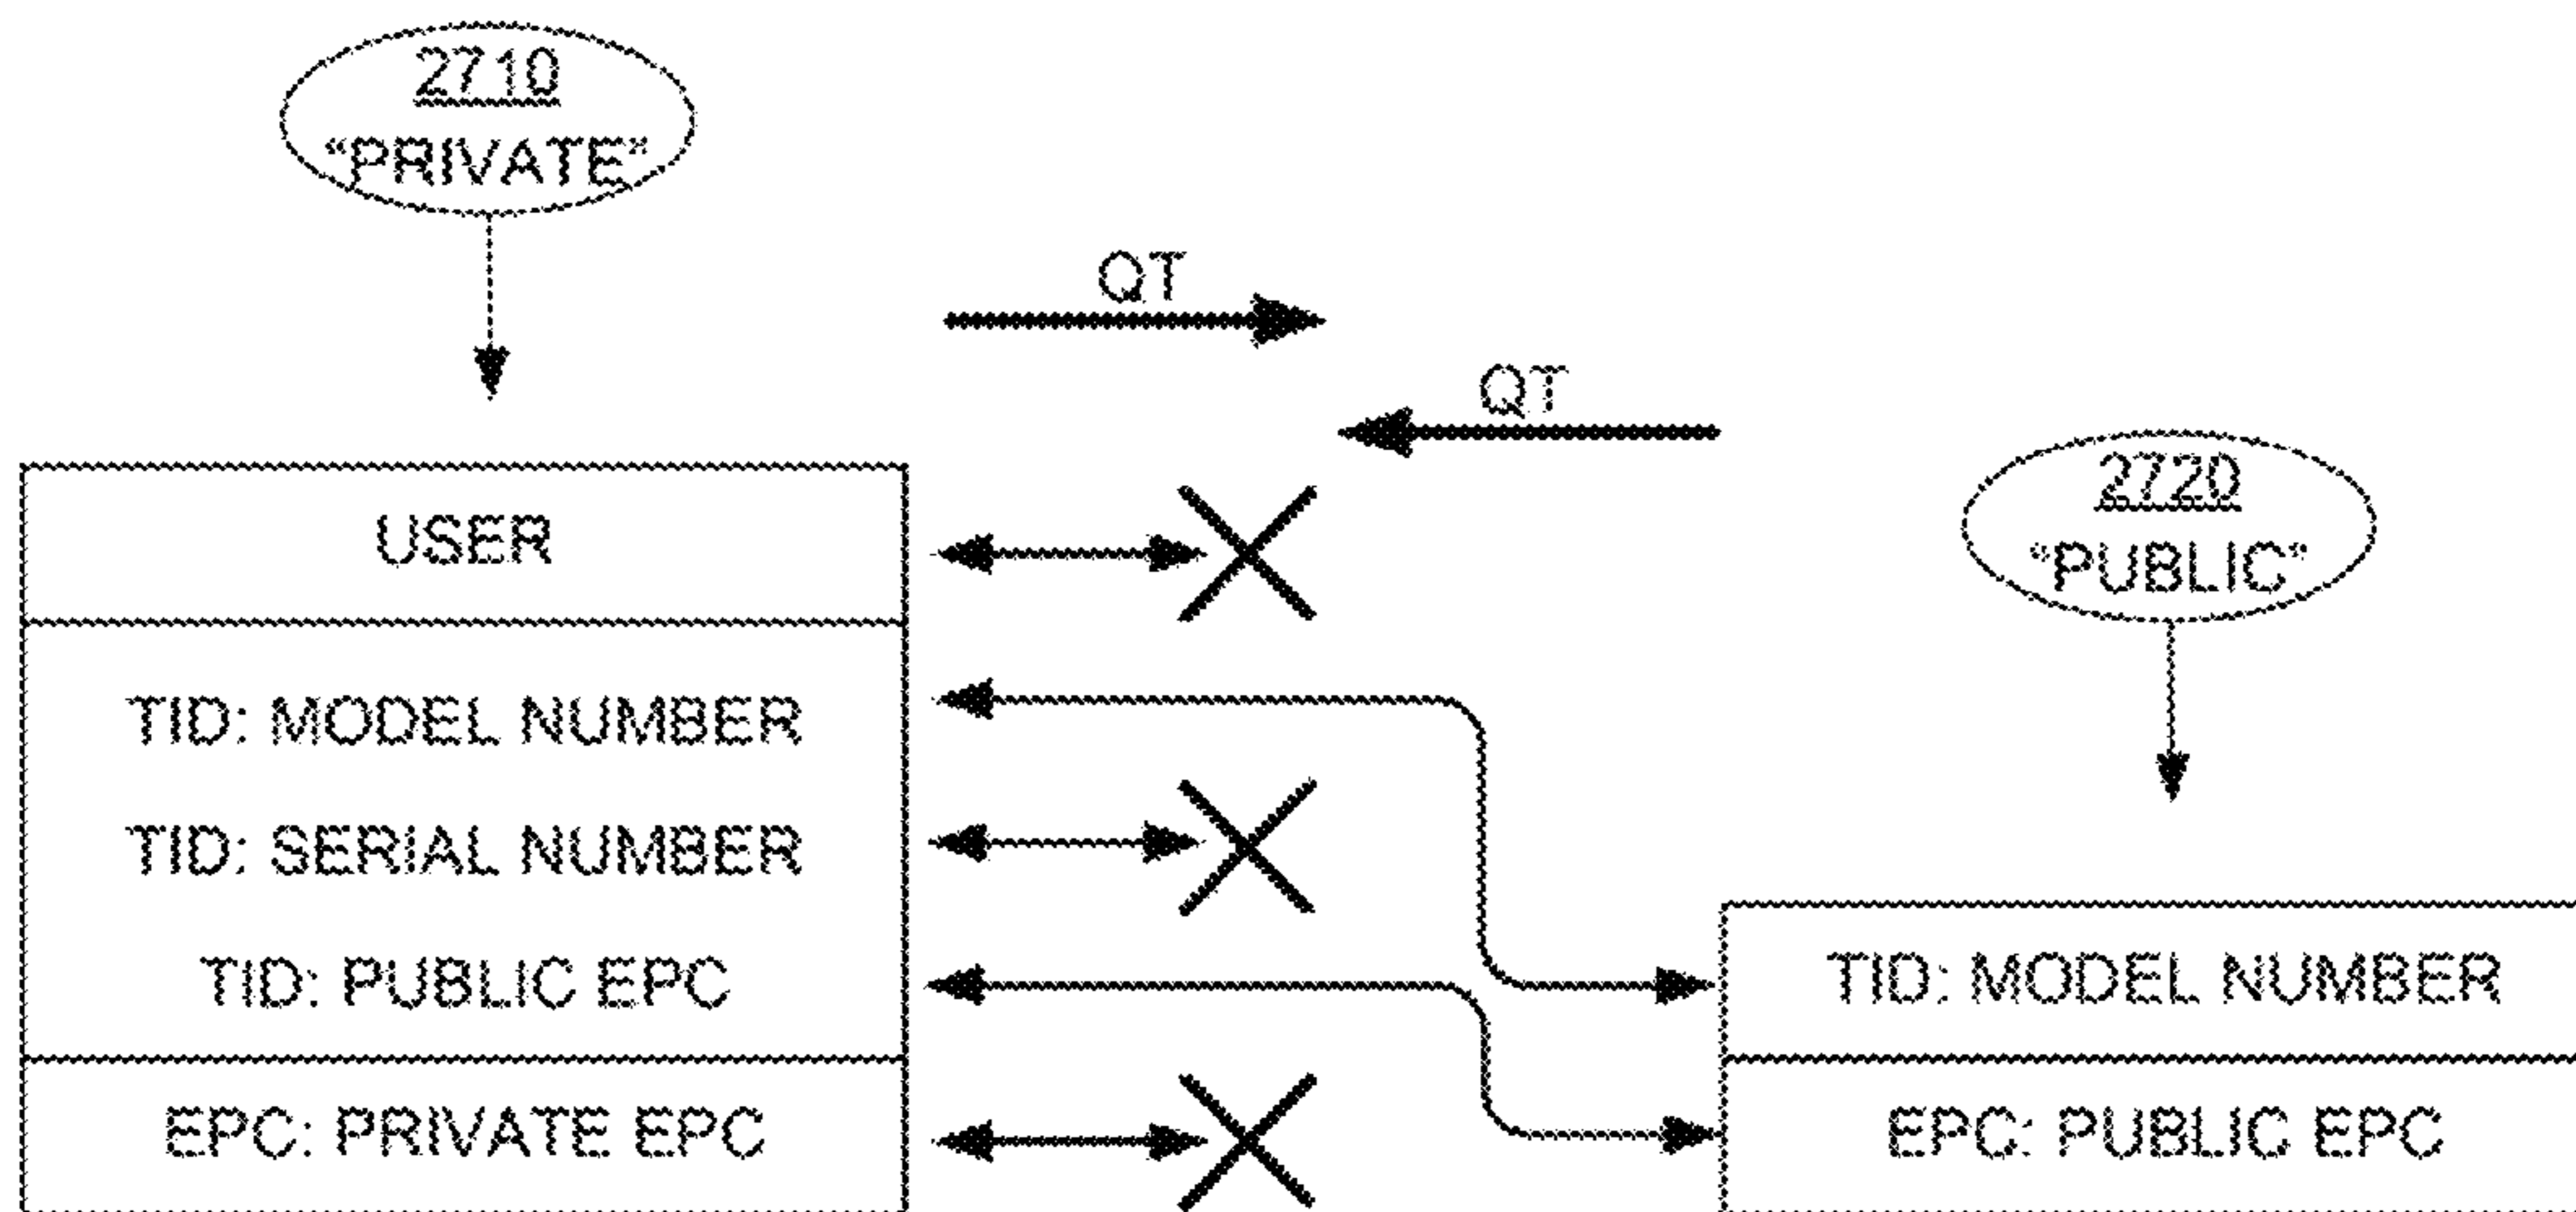 2710
“PRIVATE”
QT
QT
2720
“PUBLIC”
USER
TID: MODEL NUMBER
TID: SERIAL NUMBER
TID: PUBLIC EPC
EPC: PRIVATE EPC
TID: MODEL NUMBER
EPC: PUBLIC EPC